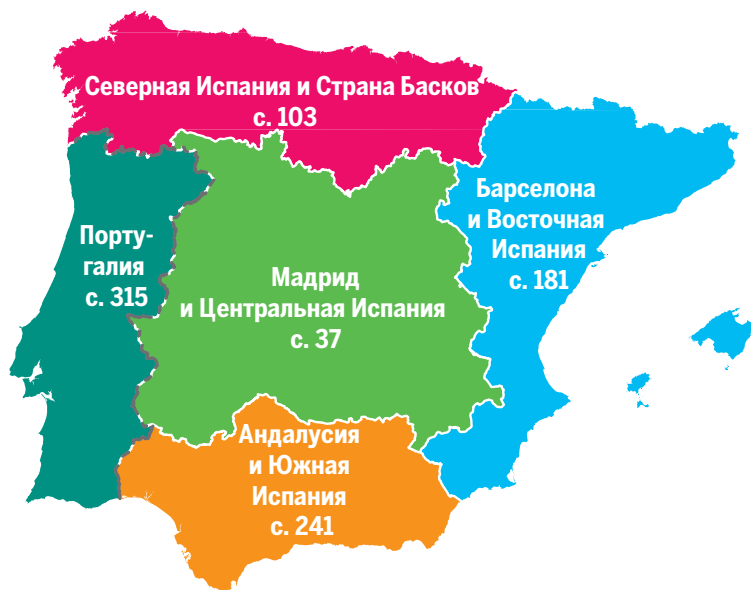 Северная Испания и Страна Басков
с. 103
Барселона
и Восточная
Испания
с. 181
Порту-
галия
с. 315
Мадрид
и Центральная Испания
с. 37
Андалусия
и Южная
Испания
с. 241